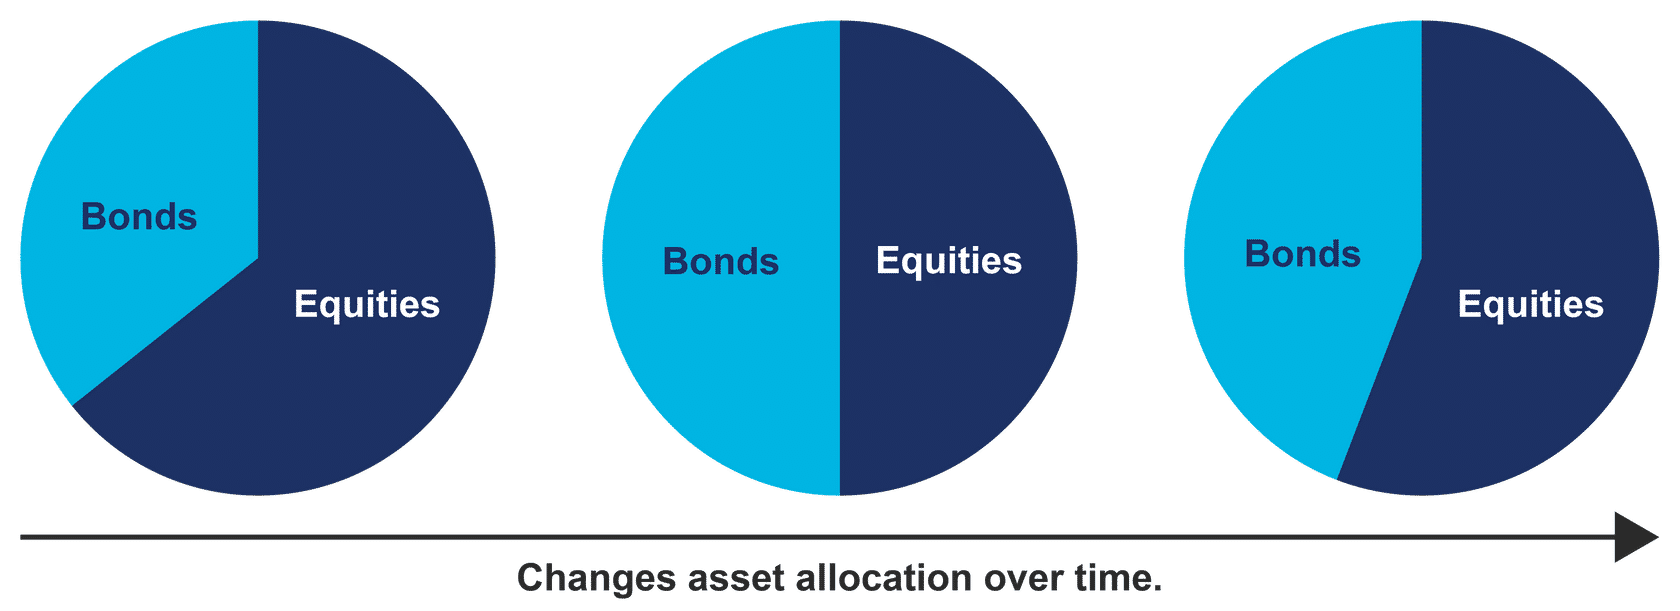 Bonds
Equities
Bonds
Equities
Bonds
Equities
Changes asset allocation over time.